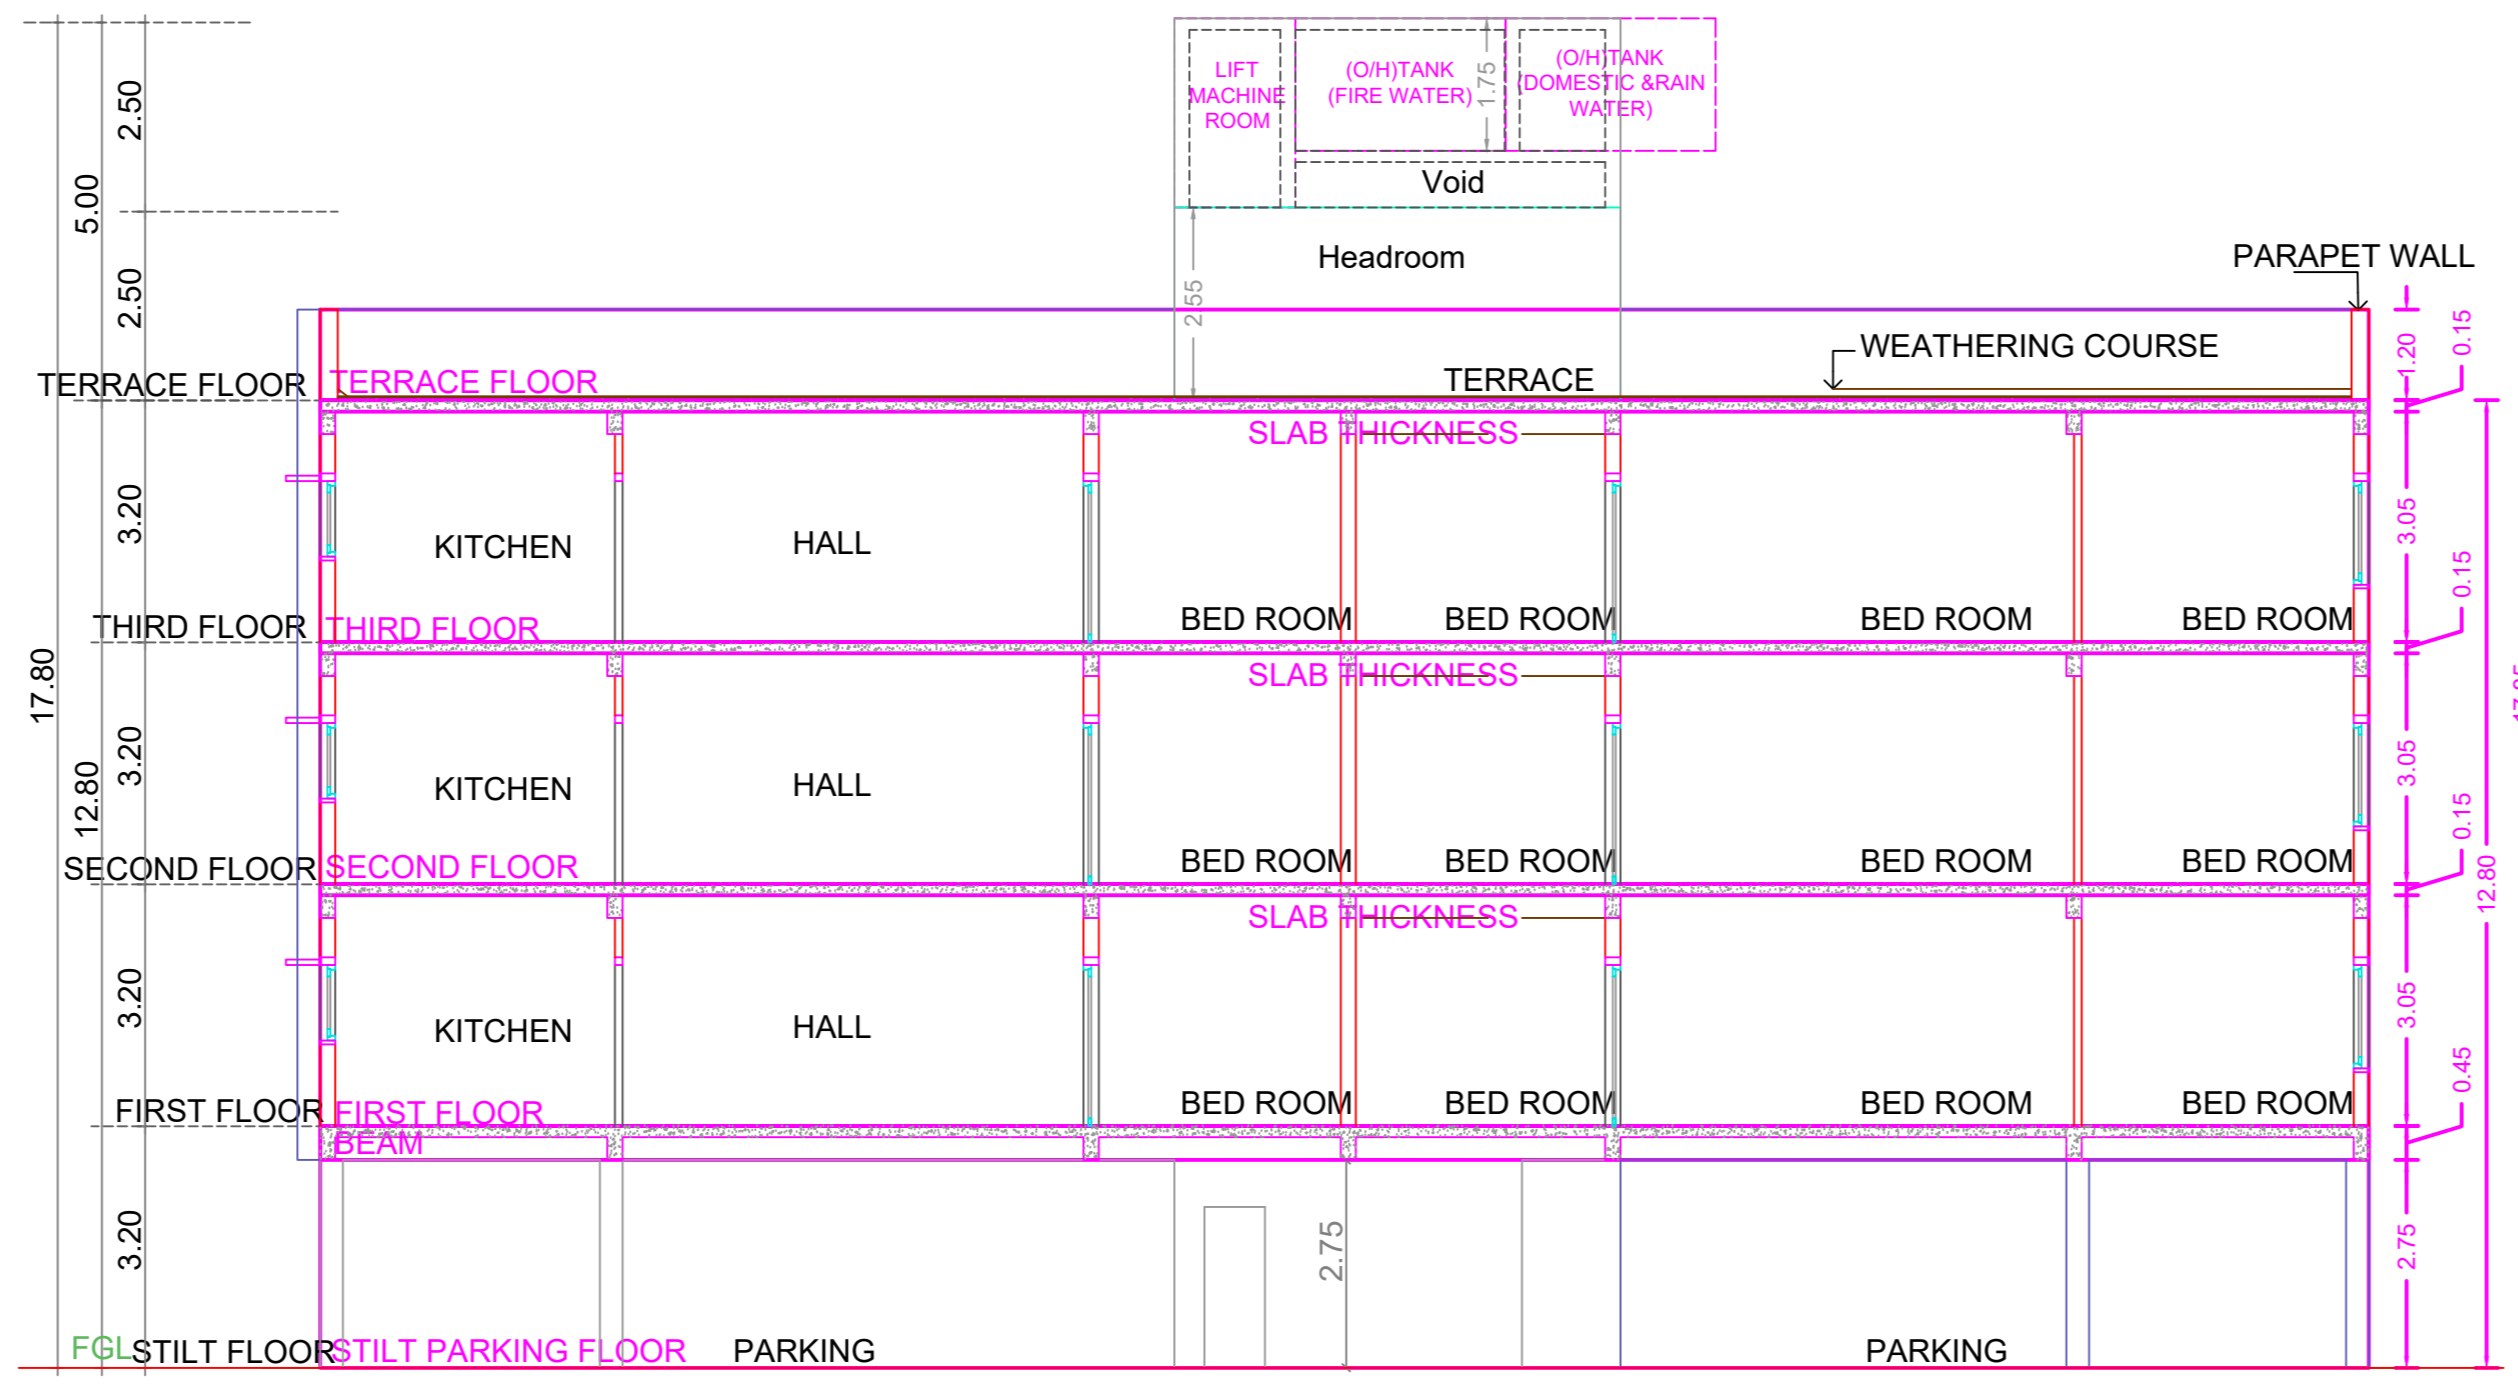 2.50
5.00
2.50
LIFT
MACHINE
ROOM
(O/H)TANK
(FIRE WATER)
1.75
(O/H)TANK
(DOMESTIC &RAIN
WATER)
Void
Headroom
2.55
PARAPET WALL
WEATHERING COURSE
1.20
0.15
TERRACE FLOOR
TERRACE FLOOR
TERRACE
SLAB THICKNESS
3.20
KITCHEN
HALL
3.05
0.15
BED ROOM
BED ROOM
BED ROOM
BED ROOM
THIRD FLOOR
THIRD FLOOR
17.80
SLAB THICKNESS
3.20
12.80
KITCHEN
HALL
3.05
0.15
BED ROOM
BED ROOM
BED ROOM
BED ROOM
SECOND FLOOR
SECOND FLOOR
12.80
SLAB THICKNESS
3.20
KITCHEN
HALL
3.05
0.45
BED ROOM
BED ROOM
BED ROOM
BED ROOM
FIRST FLOOR
FIRST FLOOR
BEAM
3.20
2.75
2.75
FGL
STILT FLOOR
STILT PARKING FLOOR
PARKING
PARKING